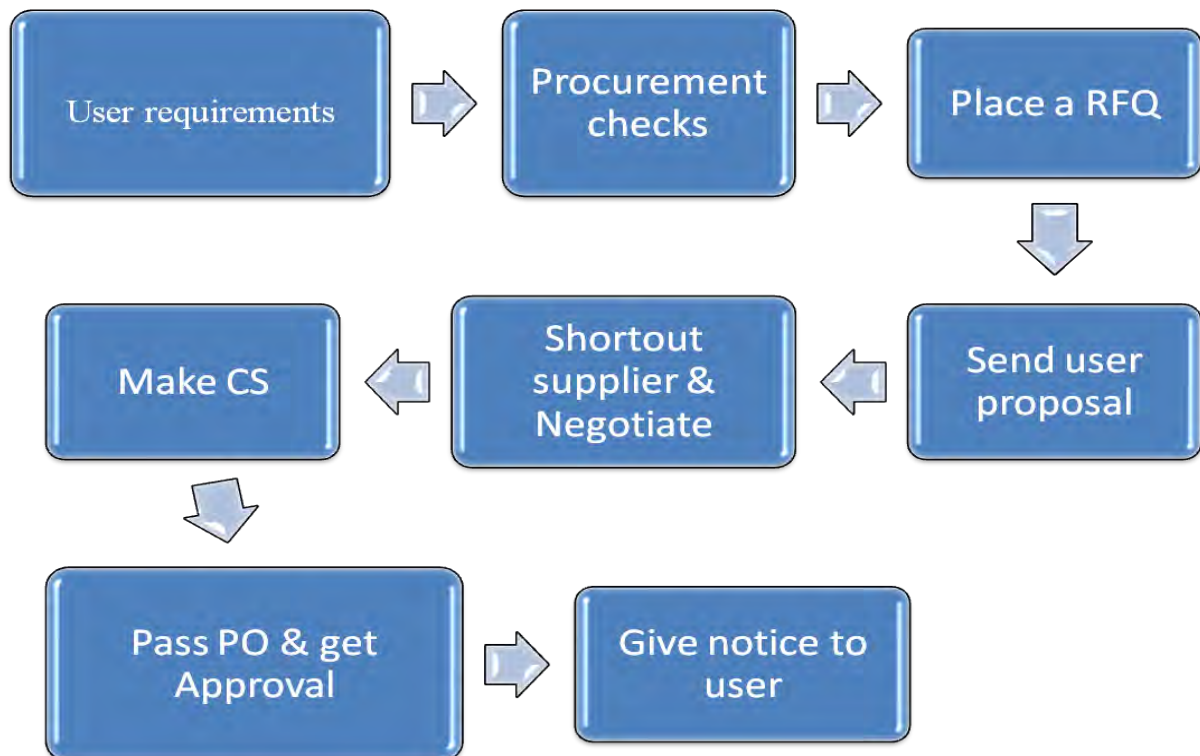 User requirements
Procurement
checks
Place a RFQ
Send user
proposal
Shortout
supplier &
Negotiate
Make CS
Pass PO & get
Approval
Give notice to
user